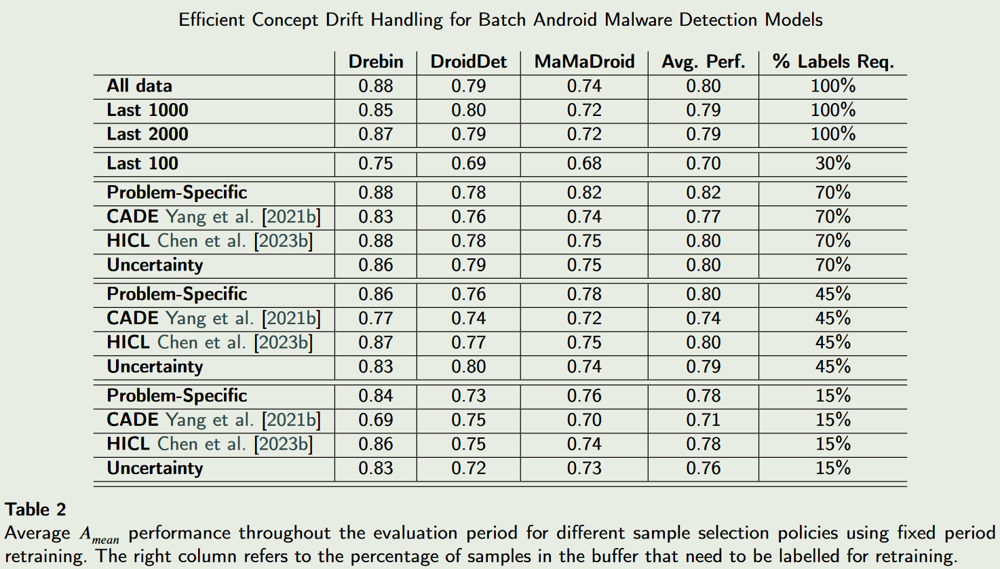 Efficient Concept Drift Handling for Batch Android Malware Detection Models
Drebin DroidDet MaMaDroid Avg. Perf. % Labels Req.
All data 0.88 0.79 0.74 0.80 100%
Last 1000 0.85 0.80 0.72 0.79 100%
Last 2000 0.87 0.79 0.72 0.79 100%
Last 100 0.75 0.69 0.68 0.70 30%
Problem-Specific 0.88 0.78 0.82 0.82 70%
CADE Yang et al. [2021b] 0.83 0.76 0.74 0.77 70%
HICL Chen et al. [2023b] 0.88 0.78 0.75 0.80 70%
Uncertainty 0.86 0.79 0.75 0.80 70%
Problem-Specific 0.86 0.76 0.78 0.80 45%
CADE Yang et al. [2021b] 0.77 0.74 0.72 0.74 45%
HICL Chen et al. [2023b] 0.87 0.77 0.75 0.80 45%
Uncertainty 0.83 0.80 0.74 0.79 45%
Problem-Specific 0.84 0.73 0.76 0.78 15%
CADE Yang et al. [2021b] 0.69 0.75 0.70 0.71 15%
HICL Chen et al. [2023b] 0.86 0.75 0.74 0.78 15%
Uncertainty 0.83 0.72 0.73 0.76 15%
Table 2
Average A_mean performance throughout the evaluation period for different sample selection policies using fixed period
retraining. The right column refers to the percentage of samples in the buffer that need to be labelled for retraining.